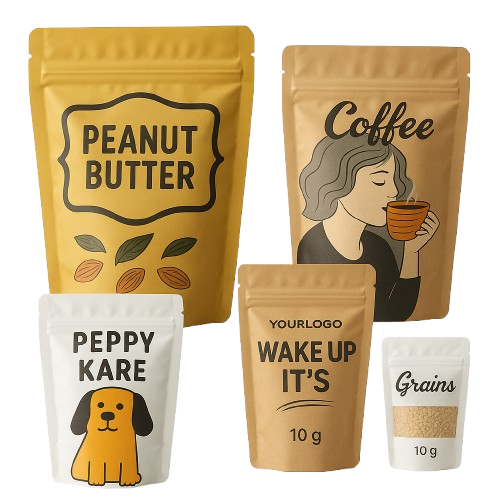 PEANUT
BUTTER
Coffee
PEPPY
KARE
YOURLOGO
WAKE UP
IT'S
10 g
Grains
10 g